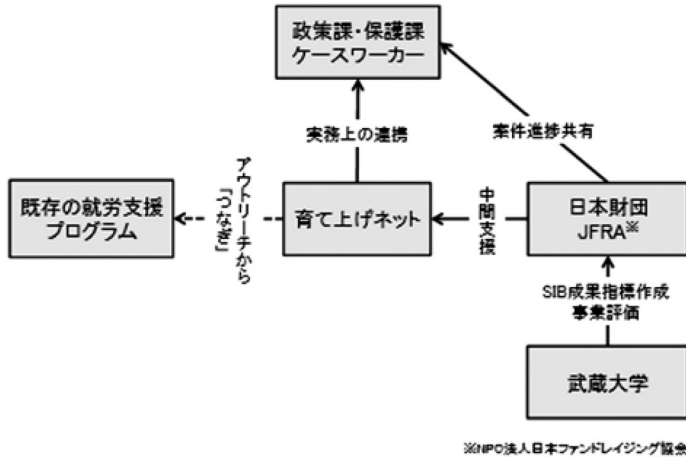 政策課・保護課
ケースワーカー
実務上の連携
案件進捗共有
アウトリーチから
「つなぎ」
既存の就労支援
プログラム
育て上げネット
中間支援
日本財団
JFRA※
SIB成果指標作成
事業評価
武蔵大学
※NPO法人日本ファンドレイジング協会